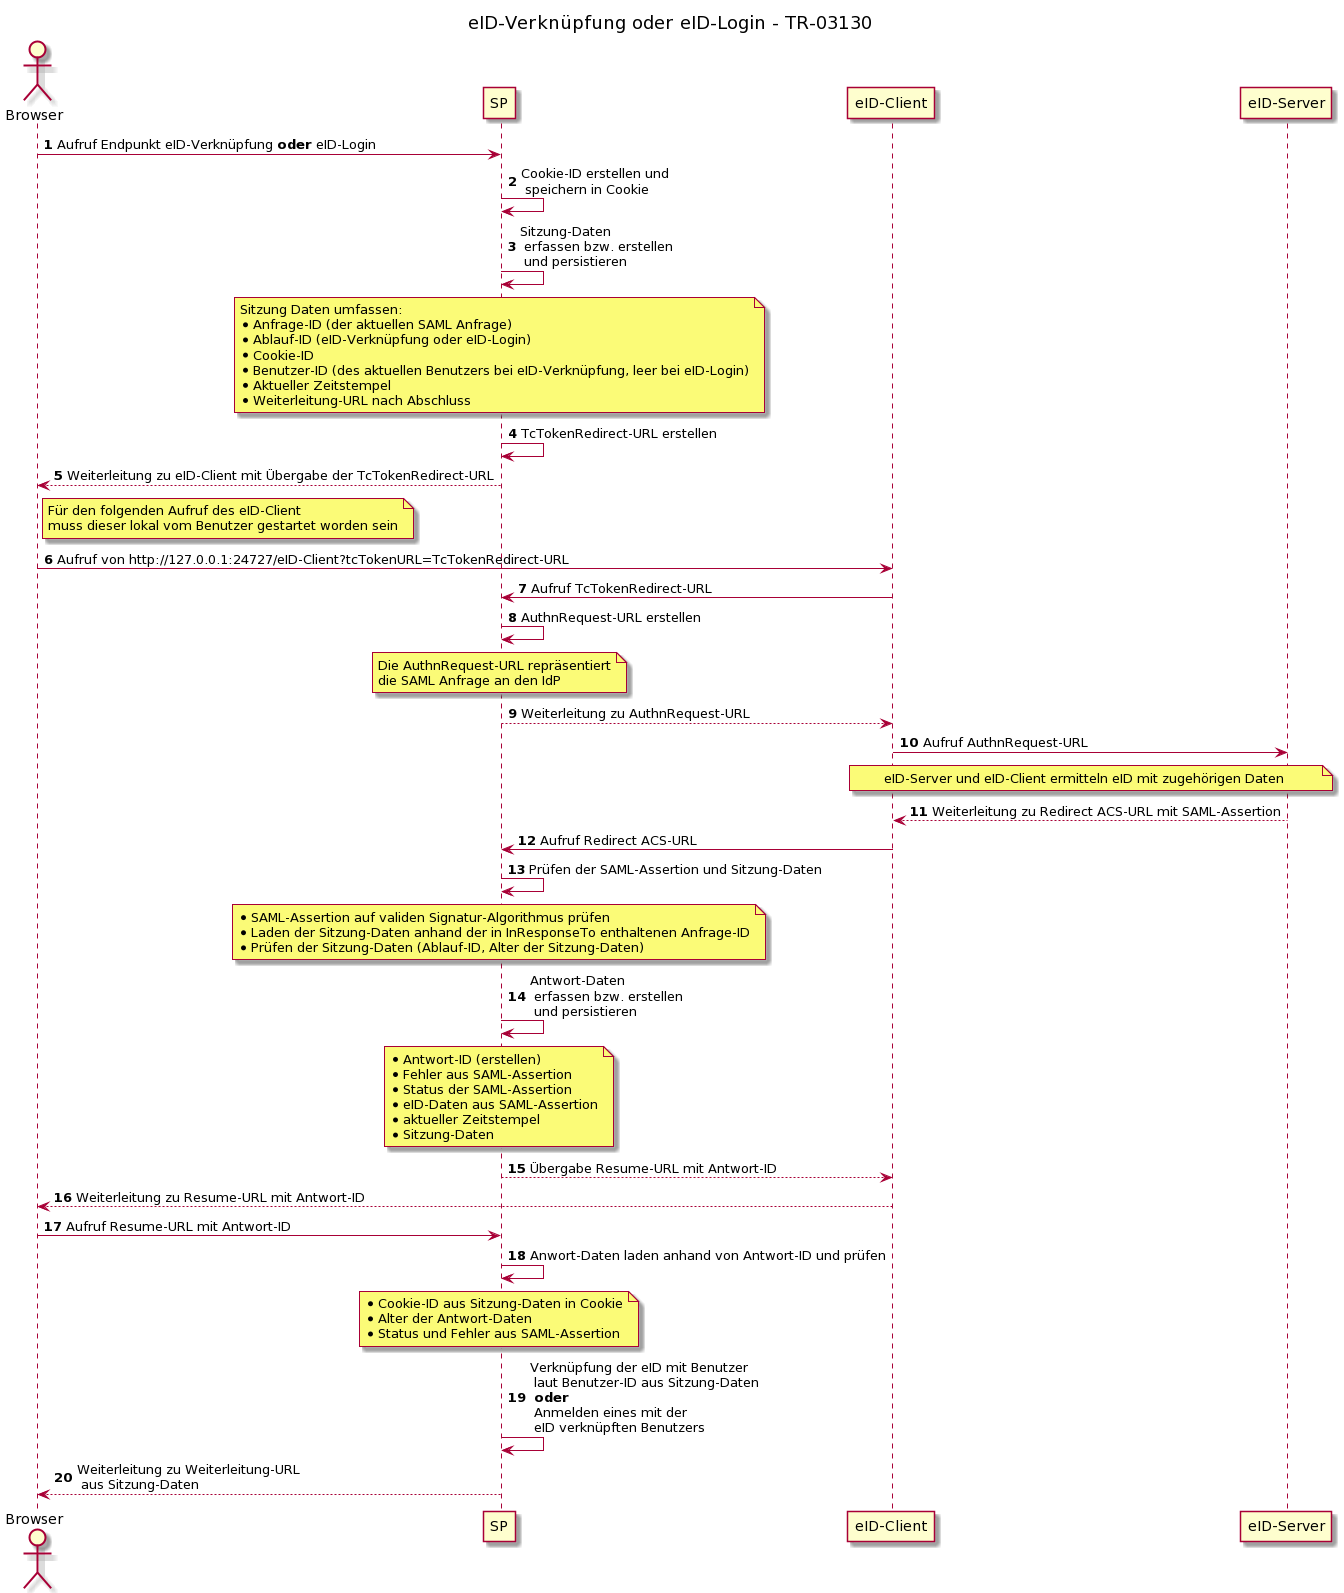 eID-Verknüpfung oder eID-Login - TR-03130
Browser
SP
eID-Client
eID-Server
1 Aufruf Endpunkt eID-Verknüpfung oder eID-Login
2 Cookie-ID erstellen und
speichern in Cookie
Sitzung-Daten
3 erfassen bzw. erstellen
und persistieren
Sitzung Daten umfassen:
• Anfrage-ID (der aktuellen SAML Anfrage)
• Ablauf-ID (eID-Verknüpfung oder eID-Login)
• Cookie-ID
• Benutzer-ID (des aktuellen Benutzers bei eID-Verknüpfung, leer bei eID-Login)
• Aktueller Zeitstempel
• Weiterleitung-URL nach Abschluss
4 TcTokenRedirect-URL erstellen
5 Weiterleitung zu eID-Client mit Übergabe der TcTokenRedirect-URL
Für den folgenden Aufruf des eID-Client
muss dieser lokal vom Benutzer gestartet worden sein
6 Aufruf von http://127.0.0.1:24727/eID-Client?tcTokenURL=TcTokenRedirect-URL
7 Aufruf TcTokenRedirect-URL
8 AuthnRequest-URL erstellen
Die AuthnRequest-URL repräsentiert
die SAML Anfrage an den IdP
9 Weiterleitung zu AuthnRequest-URL
10 Aufruf AuthnRequest-URL
eID-Server und eID-Client ermitteln eID mit zugehörigen Daten
11 Weiterleitung zu Redirect ACS-URL mit SAML-Assertion
12 Aufruf Redirect ACS-URL
13 Prüfen der SAML-Assertion und Sitzung-Daten
• SAML-Assertion auf validen Signatur-Algorithmus prüfen
• Laden der Sitzung-Daten anhand der in InResponseTo enthaltenen Anfrage-ID
• Prüfen der Sitzung-Daten (Ablauf-ID, Alter der Sitzung-Daten)
Antwort-Daten
14 erfassen bzw. erstellen
und persistieren
• Antwort-ID (erstellen)
• Fehler aus SAML-Assertion
• Status der SAML-Assertion
• eID-Daten aus SAML-Assertion
• aktueller Zeitstempel
• Sitzung-Daten
15 Übergabe Resume-URL mit Antwort-ID
16 Weiterleitung zu Resume-URL mit Antwort-ID
17 Aufruf Resume-URL mit Antwort-ID
18 Anwort-Daten laden anhand von Antwort-ID und prüfen
• Cookie-ID aus Sitzung-Daten in Cookie
• Alter der Antwort-Daten
• Status und Fehler aus SAML-Assertion
Verknüpfung der eID mit Benutzer
laut Benutzer-ID aus Sitzung-Daten
19 oder
Anmelden eines mit der
eID verknüpften Benutzers
20 Weiterleitung zu Weiterleitung-URL
aus Sitzung-Daten
Browser
SP
eID-Client
eID-Server